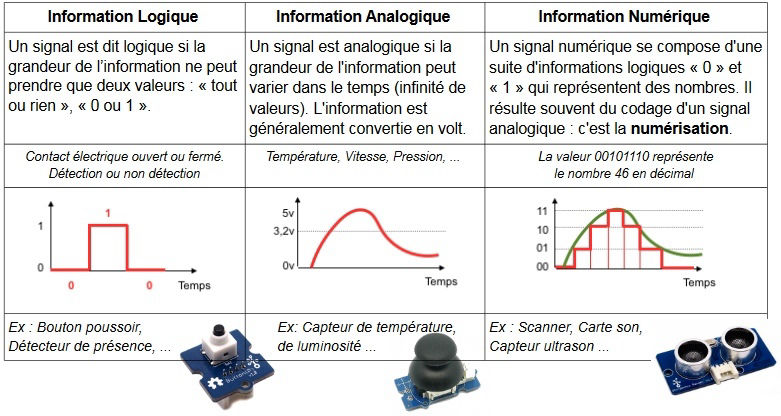 Information Logique
Un signal est dit logique si la
grandeur de l'information ne peut
prendre que deux valeurs : « tout
ou rien », « 0 ou 1 ».
Contact électrique ouvert ou fermé.
Détection ou non détection
1
1
0
0
0
Temps
Ex : Bouton poussoir,
Détecteur de présence, ...
Information Analogique
Un signal est analogique si la
grandeur de l'information peut
varier dans le temps (infinité de
valeurs). L'information est
généralement convertie en volt.
Température, Vitesse, Pression, ...
5v
3,2v
0v
Temps
Ex: Capteur de température,
de luminosité ...
Information Numérique
Un signal numérique se compose d'une
suite d'informations logiques « 0 » et
« 1 » qui représentent des nombres. Il
résulte souvent du codage d'un signal
analogique : c'est la numérisation.
La valeur 00101110 représente
le nombre 46 en décimal
11
10
01
00
Temps
Ex : Scanner, Carte son,
Capteur ultrason ...
Button